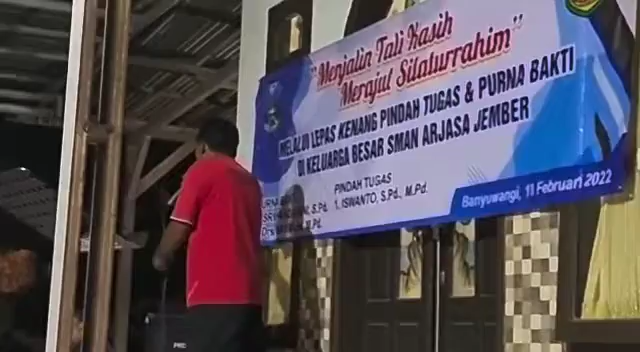 "Menjalin Tali Kasih
Merajut Silaturrahim"
MELALUI LEPAS KENANG PINDAH TUGAS & PURNA BAKTI
DI KELUARGA BESAR SMAN ARJASA JEMBER
PINDAH TUGAS
S.Pd. 1. ISWANTO, S.Pd., M.Pd.
Banyuwangi, 11 Februari 2022